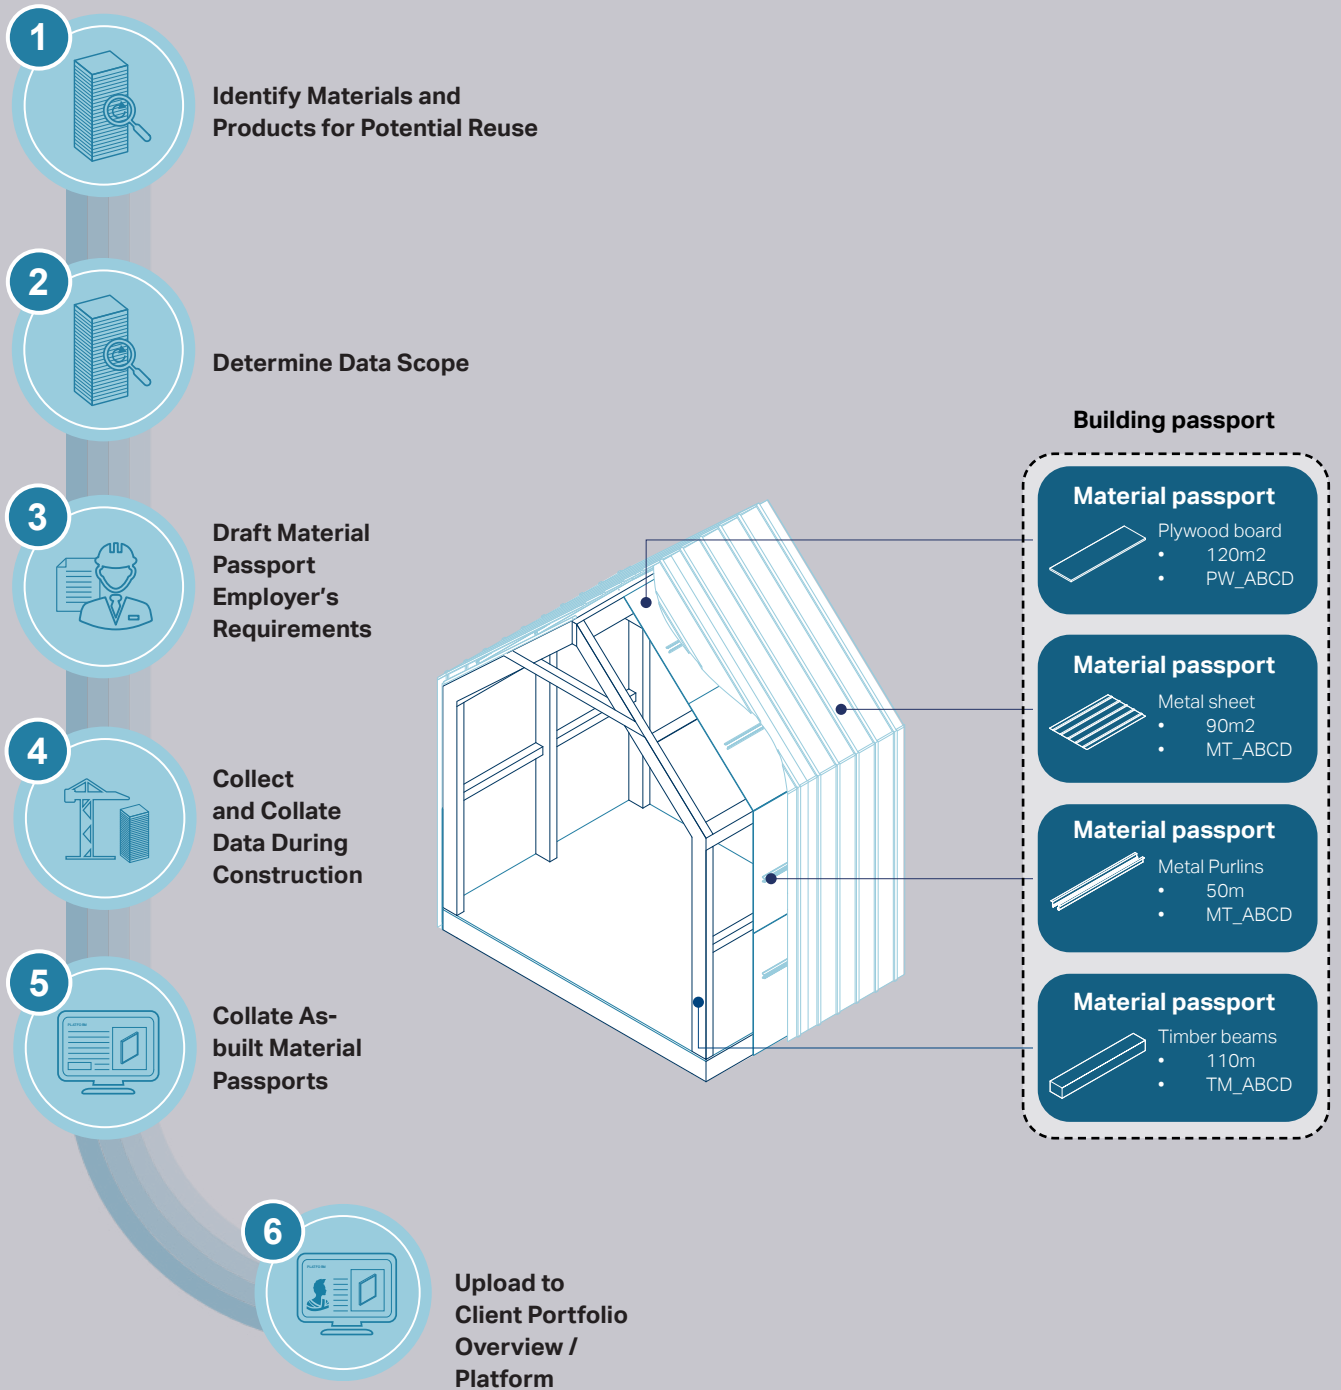 1
Identify Materials and
Products for Potential Reuse
2
Determine Data Scope
3
Draft Material
Passport
Employer’s
Requirements
4
Collect
and Collate
Data During
Construction
5
PLATFORM
Collate As-
built Material
Passports
6
PLATFORM
Upload to
Client Portfolio
Overview /
Platform
Building passport
Material passport
Plywood board
• 120m2
• PW_ABCD
Material passport
Metal sheet
• 90m2
• MT_ABCD
Material passport
Metal Purlins
• 50m
• MT_ABCD
Material passport
Timber beams
• 110m
• TM_ABCD